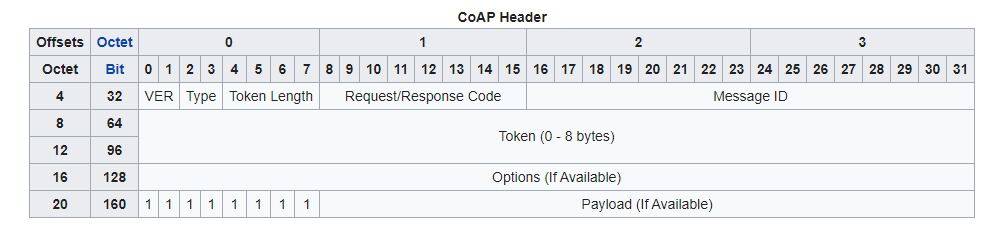 CoAP Header
Offsets Octet 0 1 2 3
Octet Bit 0 1 2 3 4 5 6 7 8 9 10 11 12 13 14 15 16 17 18 19 20 21 22 23 24 25 26 27 28 29 30 31
4 32 VER Type Token Length Request/Response Code Message ID
8 64
Token (0 - 8 bytes)
12 96
16 128 Options (If Available)
20 160 1 1 1 1 1 1 1 1 Payload (If Available)